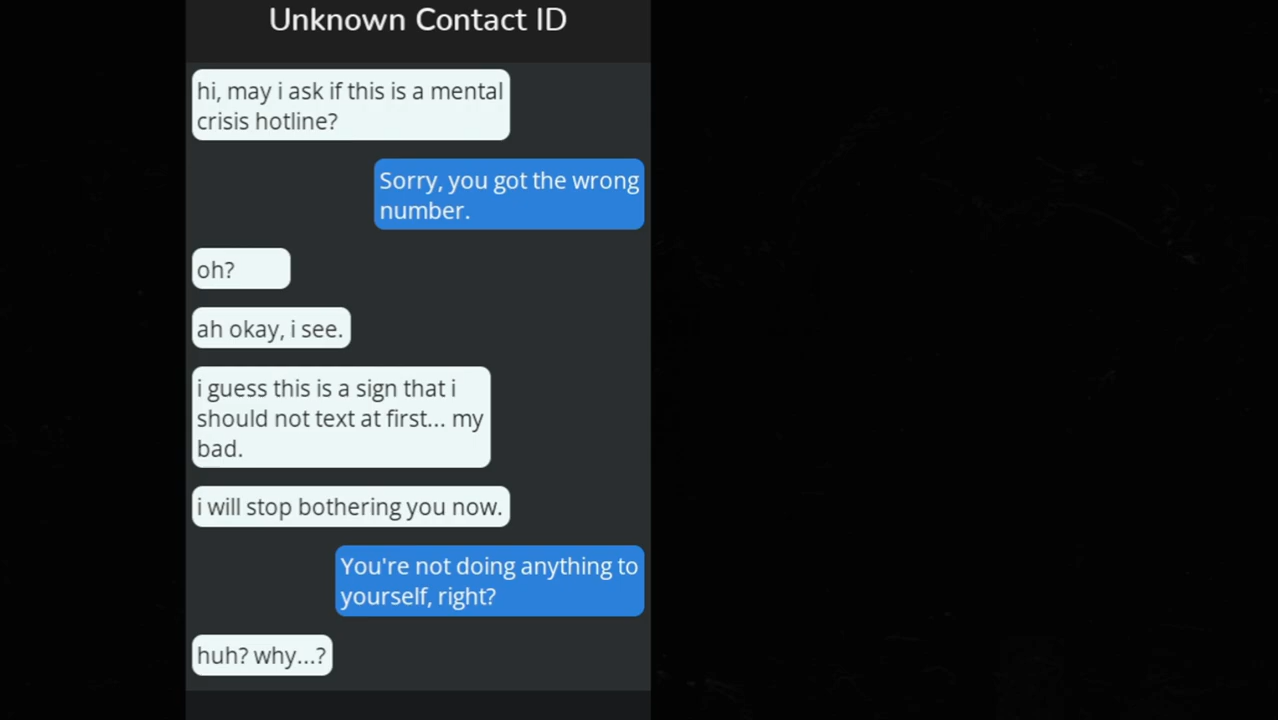 Unknown Contact ID
hi, may i ask if this is a mental
crisis hotline?
Sorry, you got the wrong
number.
oh?
ah okay, i see.
i guess this is a sign that i
should not text at first... my
bad.
i will stop bothering you now.
You're not doing anything to
yourself, right?
huh? why...?